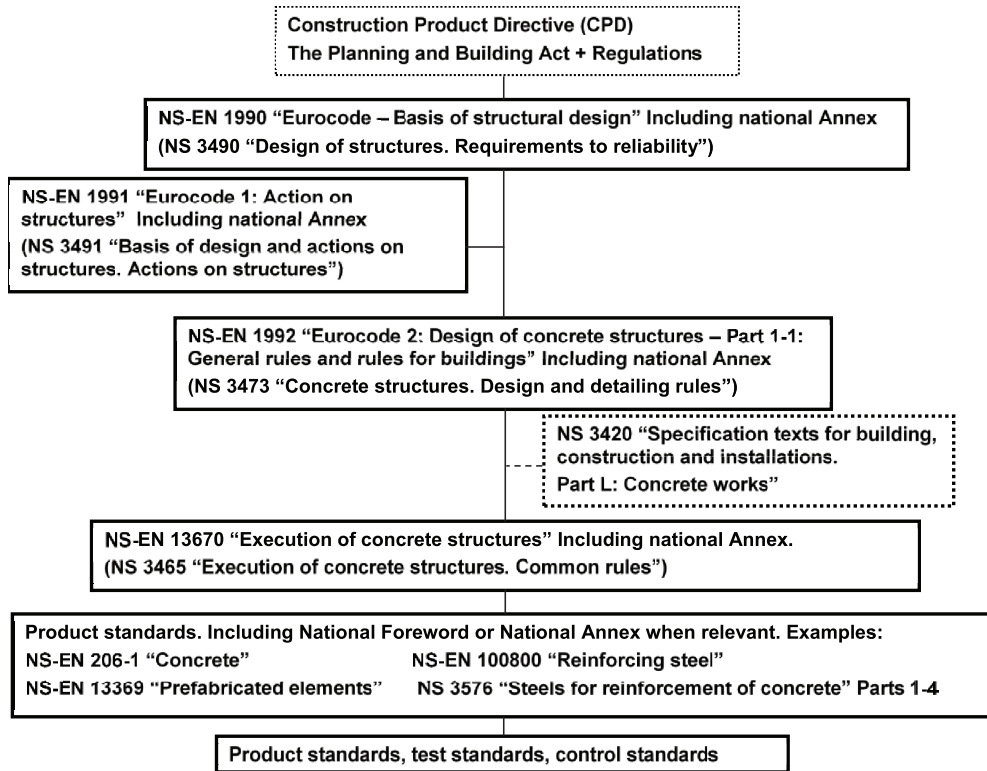 Construction Product Directive (CPD)
The Planning and Building Act + Regulations
NS-EN 1990 “Eurocode – Basis of structural design” Including national Annex
(NS 3490 “Design of structures. Requirements to reliability”)
NS-EN 1991 “Eurocode 1: Action on
structures”  Including national Annex
(NS 3491 “Basis of design and actions on
structures. Actions on structures”)
NS-EN 1992 “Eurocode 2: Design of concrete structures – Part 1-1:
General rules and rules for buildings” Including national Annex
(NS 3473 “Concrete structures. Design and detailing rules”)
NS 3420 “Specification texts for building,
construction and installations.
Part L: Concrete works”
NS-EN 13670 “Execution of concrete structures” Including national Annex.
(NS 3465 “Execution of concrete structures. Common rules”)
Product standards. Including National Foreword or National Annex when relevant. Examples:
NS-EN 206-1 “Concrete” NS-EN 100800 “Reinforcing steel”
NS-EN 13369 “Prefabricated elements” NS 3576 “Steels for reinforcement of concrete” Parts 1-4
Product standards, test standards, control standards